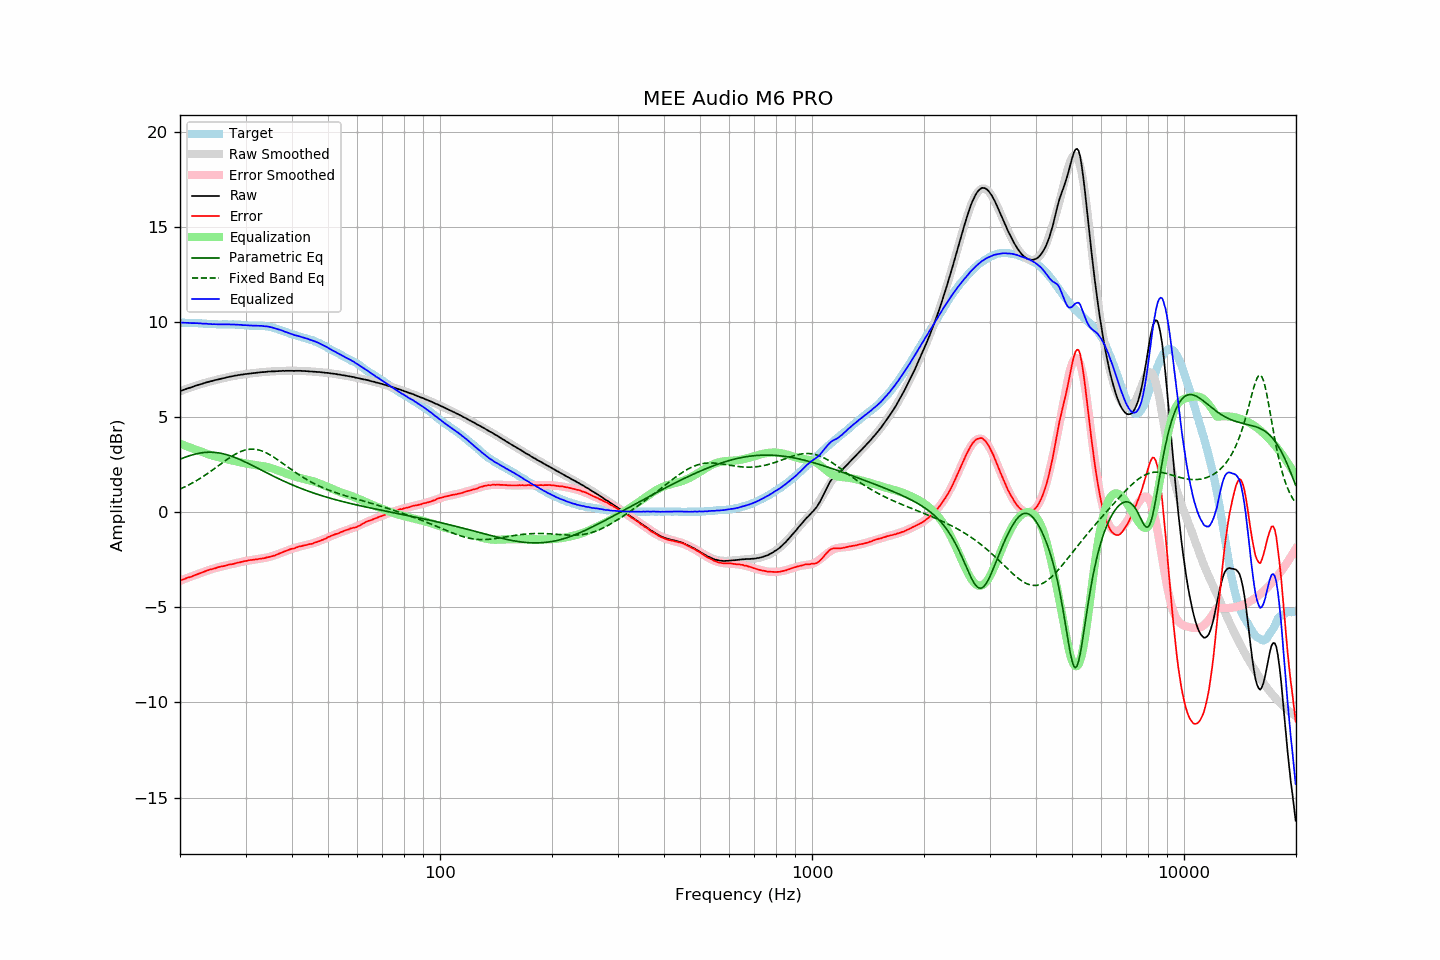 MEE Audio M6 PRO
Target
Raw Smoothed
Error Smoothed
Raw
Error
Equalization
Parametric Eq
Fixed Band Eq
Equalized
20
15
10
5
0
−5
−10
−15
Amplitude (dBr)
100
1000
10000
Frequency (Hz)